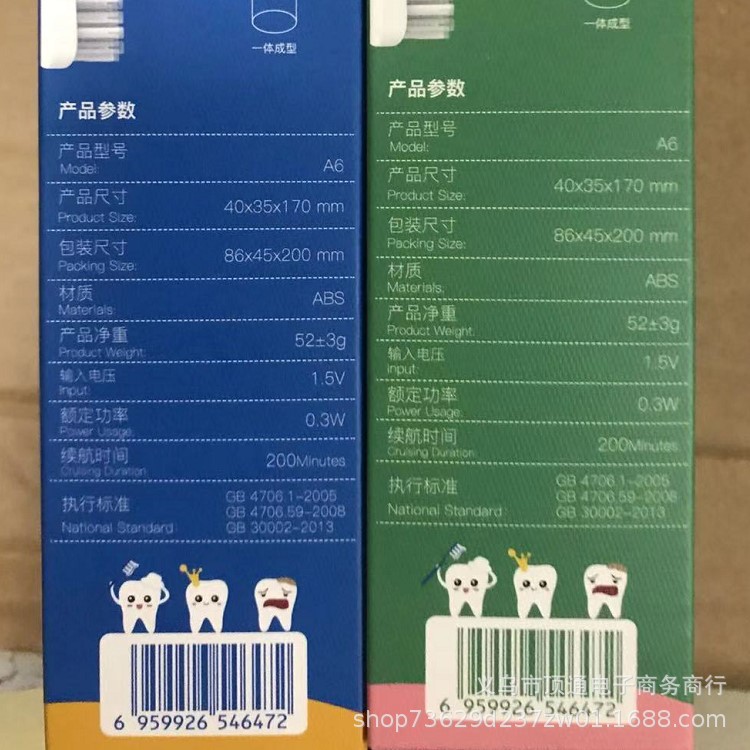 一体成型
产品参数
产品型号
Model:
A6
产品尺寸
Product Size:
40x35x170 mm
包装尺寸
Packing Size:
86x45x200 mm
材质
Materials:
ABS
产品净重
Product Weight:
52±3g
输入电压
Input:
1.5V
额定功率
Power Usage:
0.3W
续航时间
Cruising Duration:
200Minutes
执行标准
National Standard:
GB 4706.1-2005
GB 4706.59-2008
GB 30002-2013
6 959926 546472
一体成型
产品参数
产品型号
Model:
A6
产品尺寸
Product Size:
40x35x170 mm
包装尺寸
Packing Size:
86x45x200 mm
材质
Materials:
ABS
产品净重
Product Weight:
52±3g
输入电压
Input:
1.5V
额定功率
Power Usage:
0.3W
续航时间
Cruising Duration:
200Minutes
执行标准
National Standard:
GB 4706.1-2005
GB 4706.59-2008
GB 30002-2013
6 959926 546472
义乌市顶通电子商务商行
shop73629d237zw01.1688.com